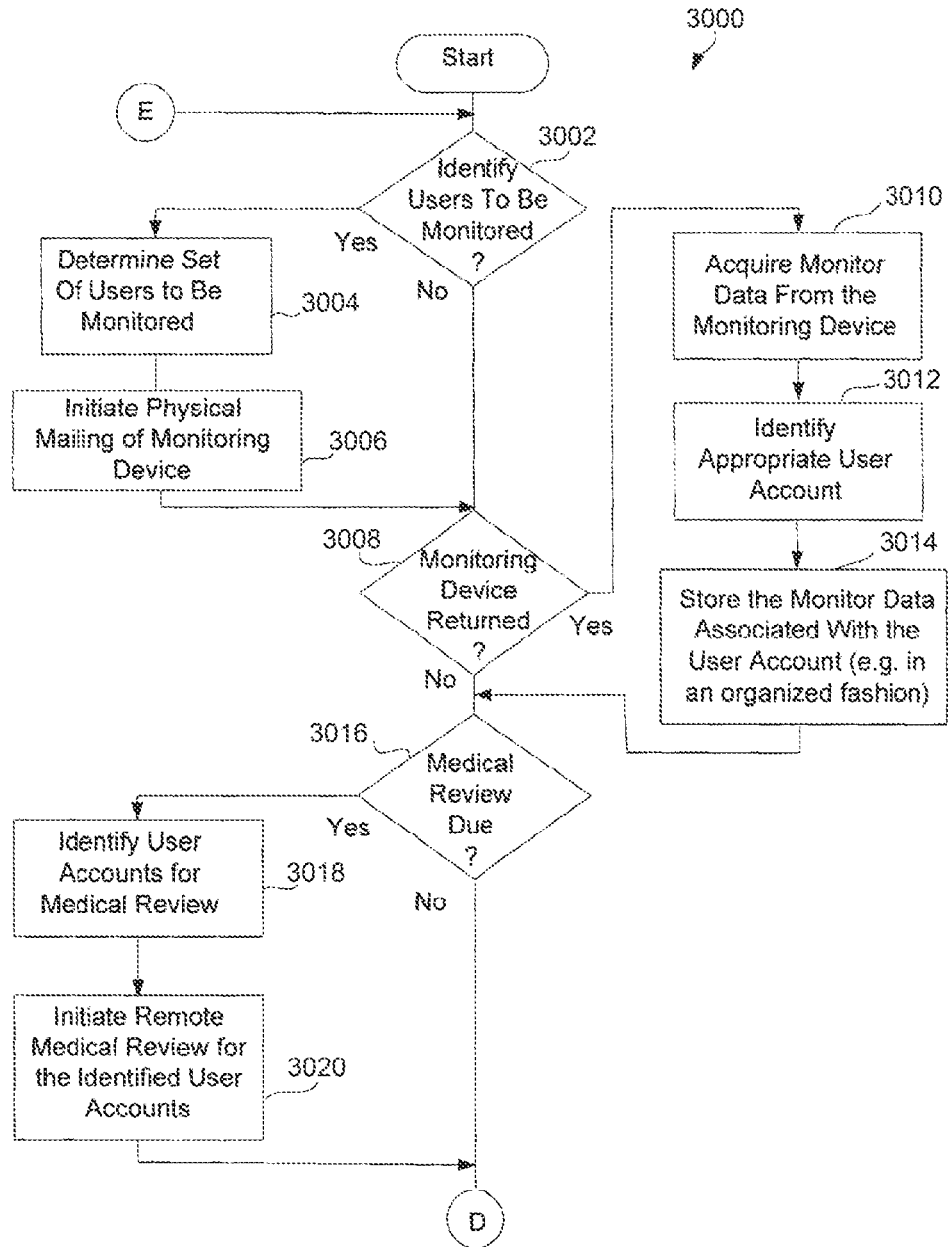 3000
Start
E
3002
Identify
Users To Be
Monitored
?
Yes
No
Determine Set
Of Users to Be
Monitored
3004
Initiate Physical
Mailing of Monitoring
Device
3006
3008
Monitoring
Device
Returned
?
Yes
No
3010
Acquire Monitor
Data From the
Monitoring Device
3012
Identify
Appropriate User
Account
3014
Store the Monitor Data
Associated With the
User Account (e.g. in
an organized fashion)
3016
Medical
Review
Due
?
Yes
No
Identify User
Accounts for
Medical Review
3018
Initiate Remote
Medical Review for
the Identified User
Accounts
3020
D